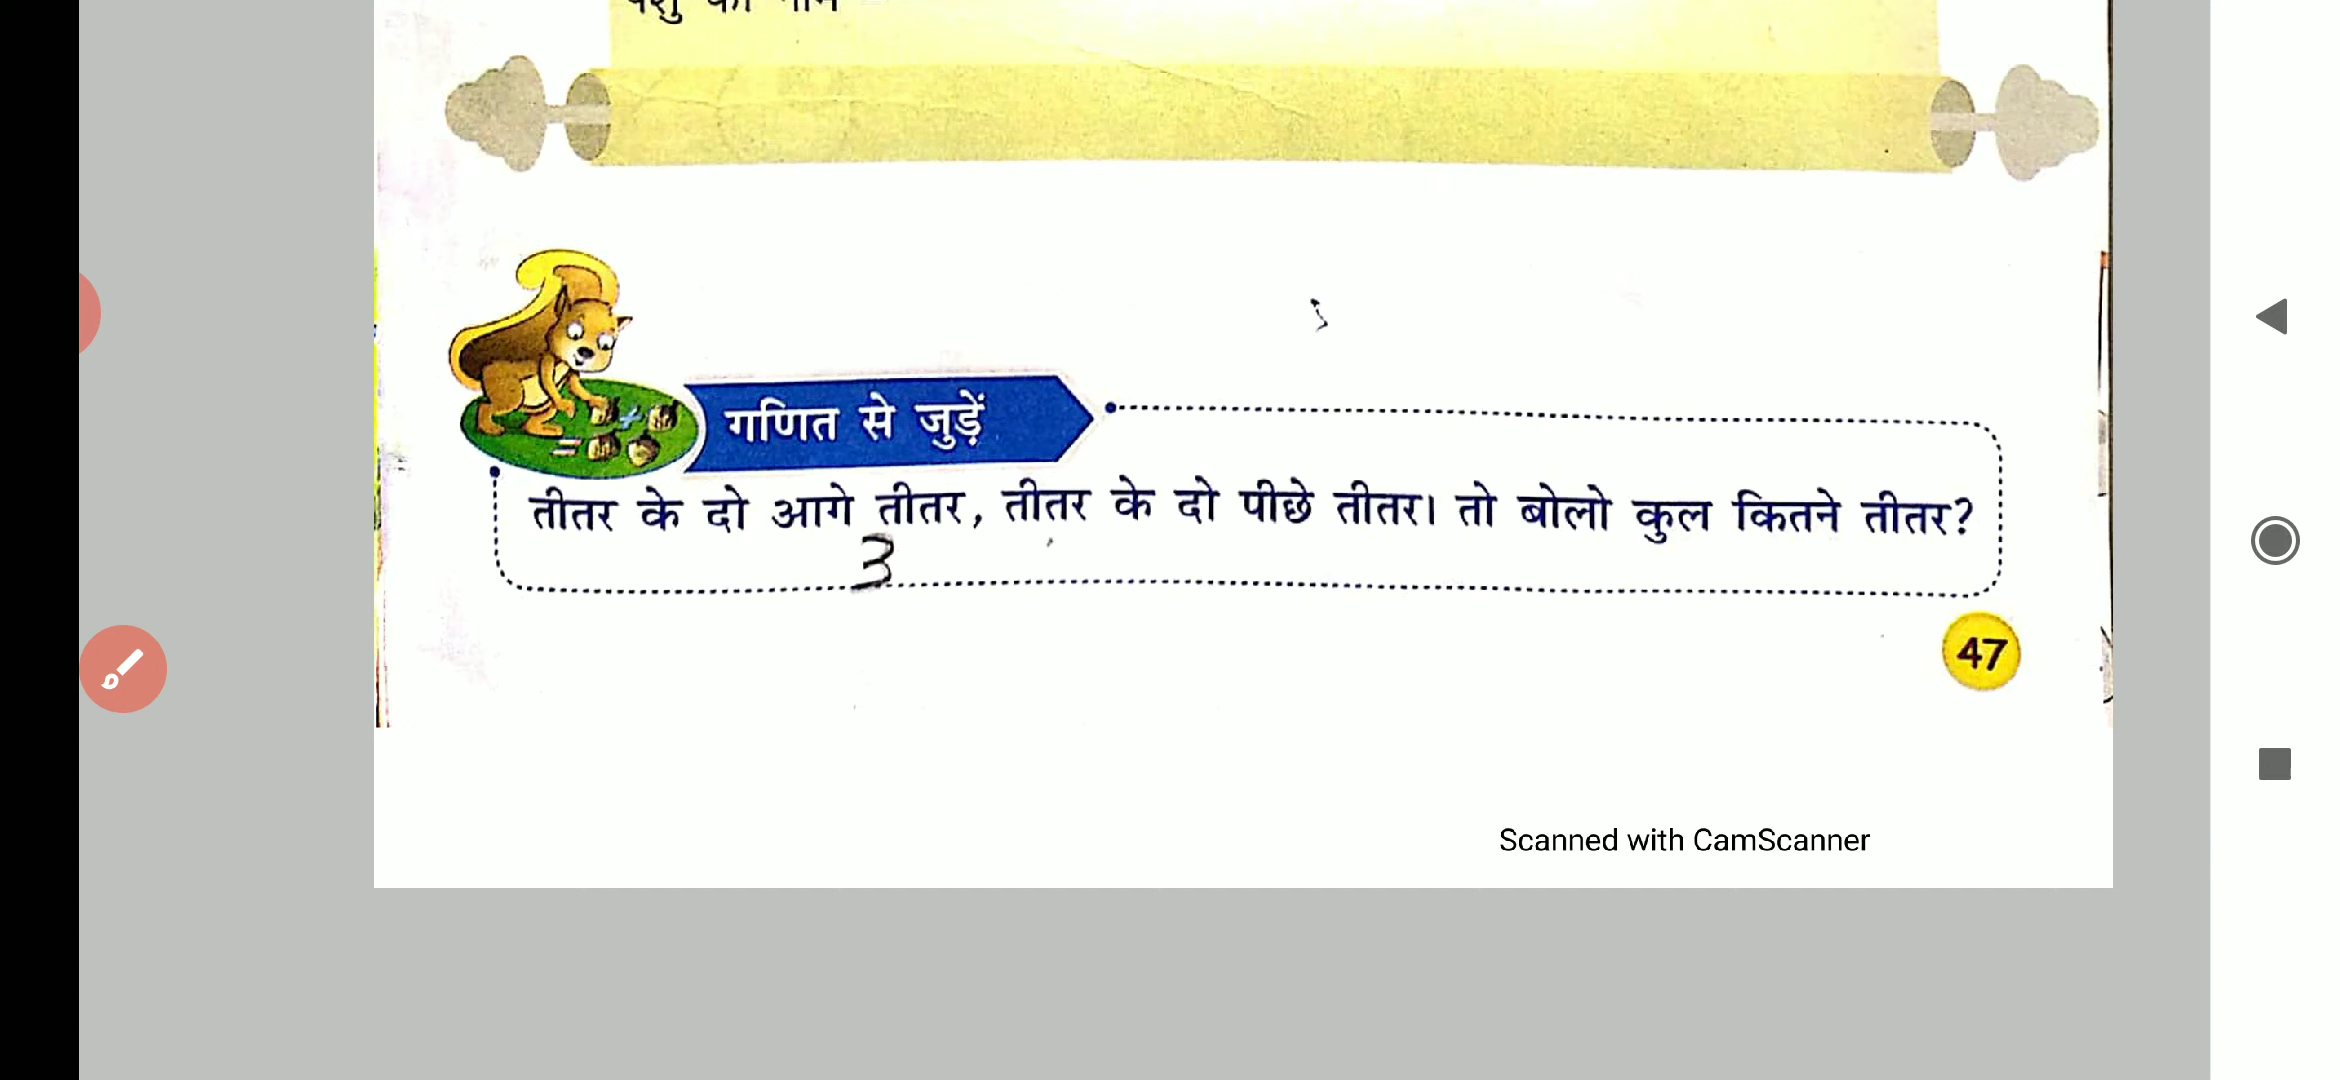 गणित से जुड़ें
तीतर के दो आगे तीतर, तीतर के दो पीछे तीतर। तो बोलो कुल कितने तीतर?
3
47
Scanned with CamScanner